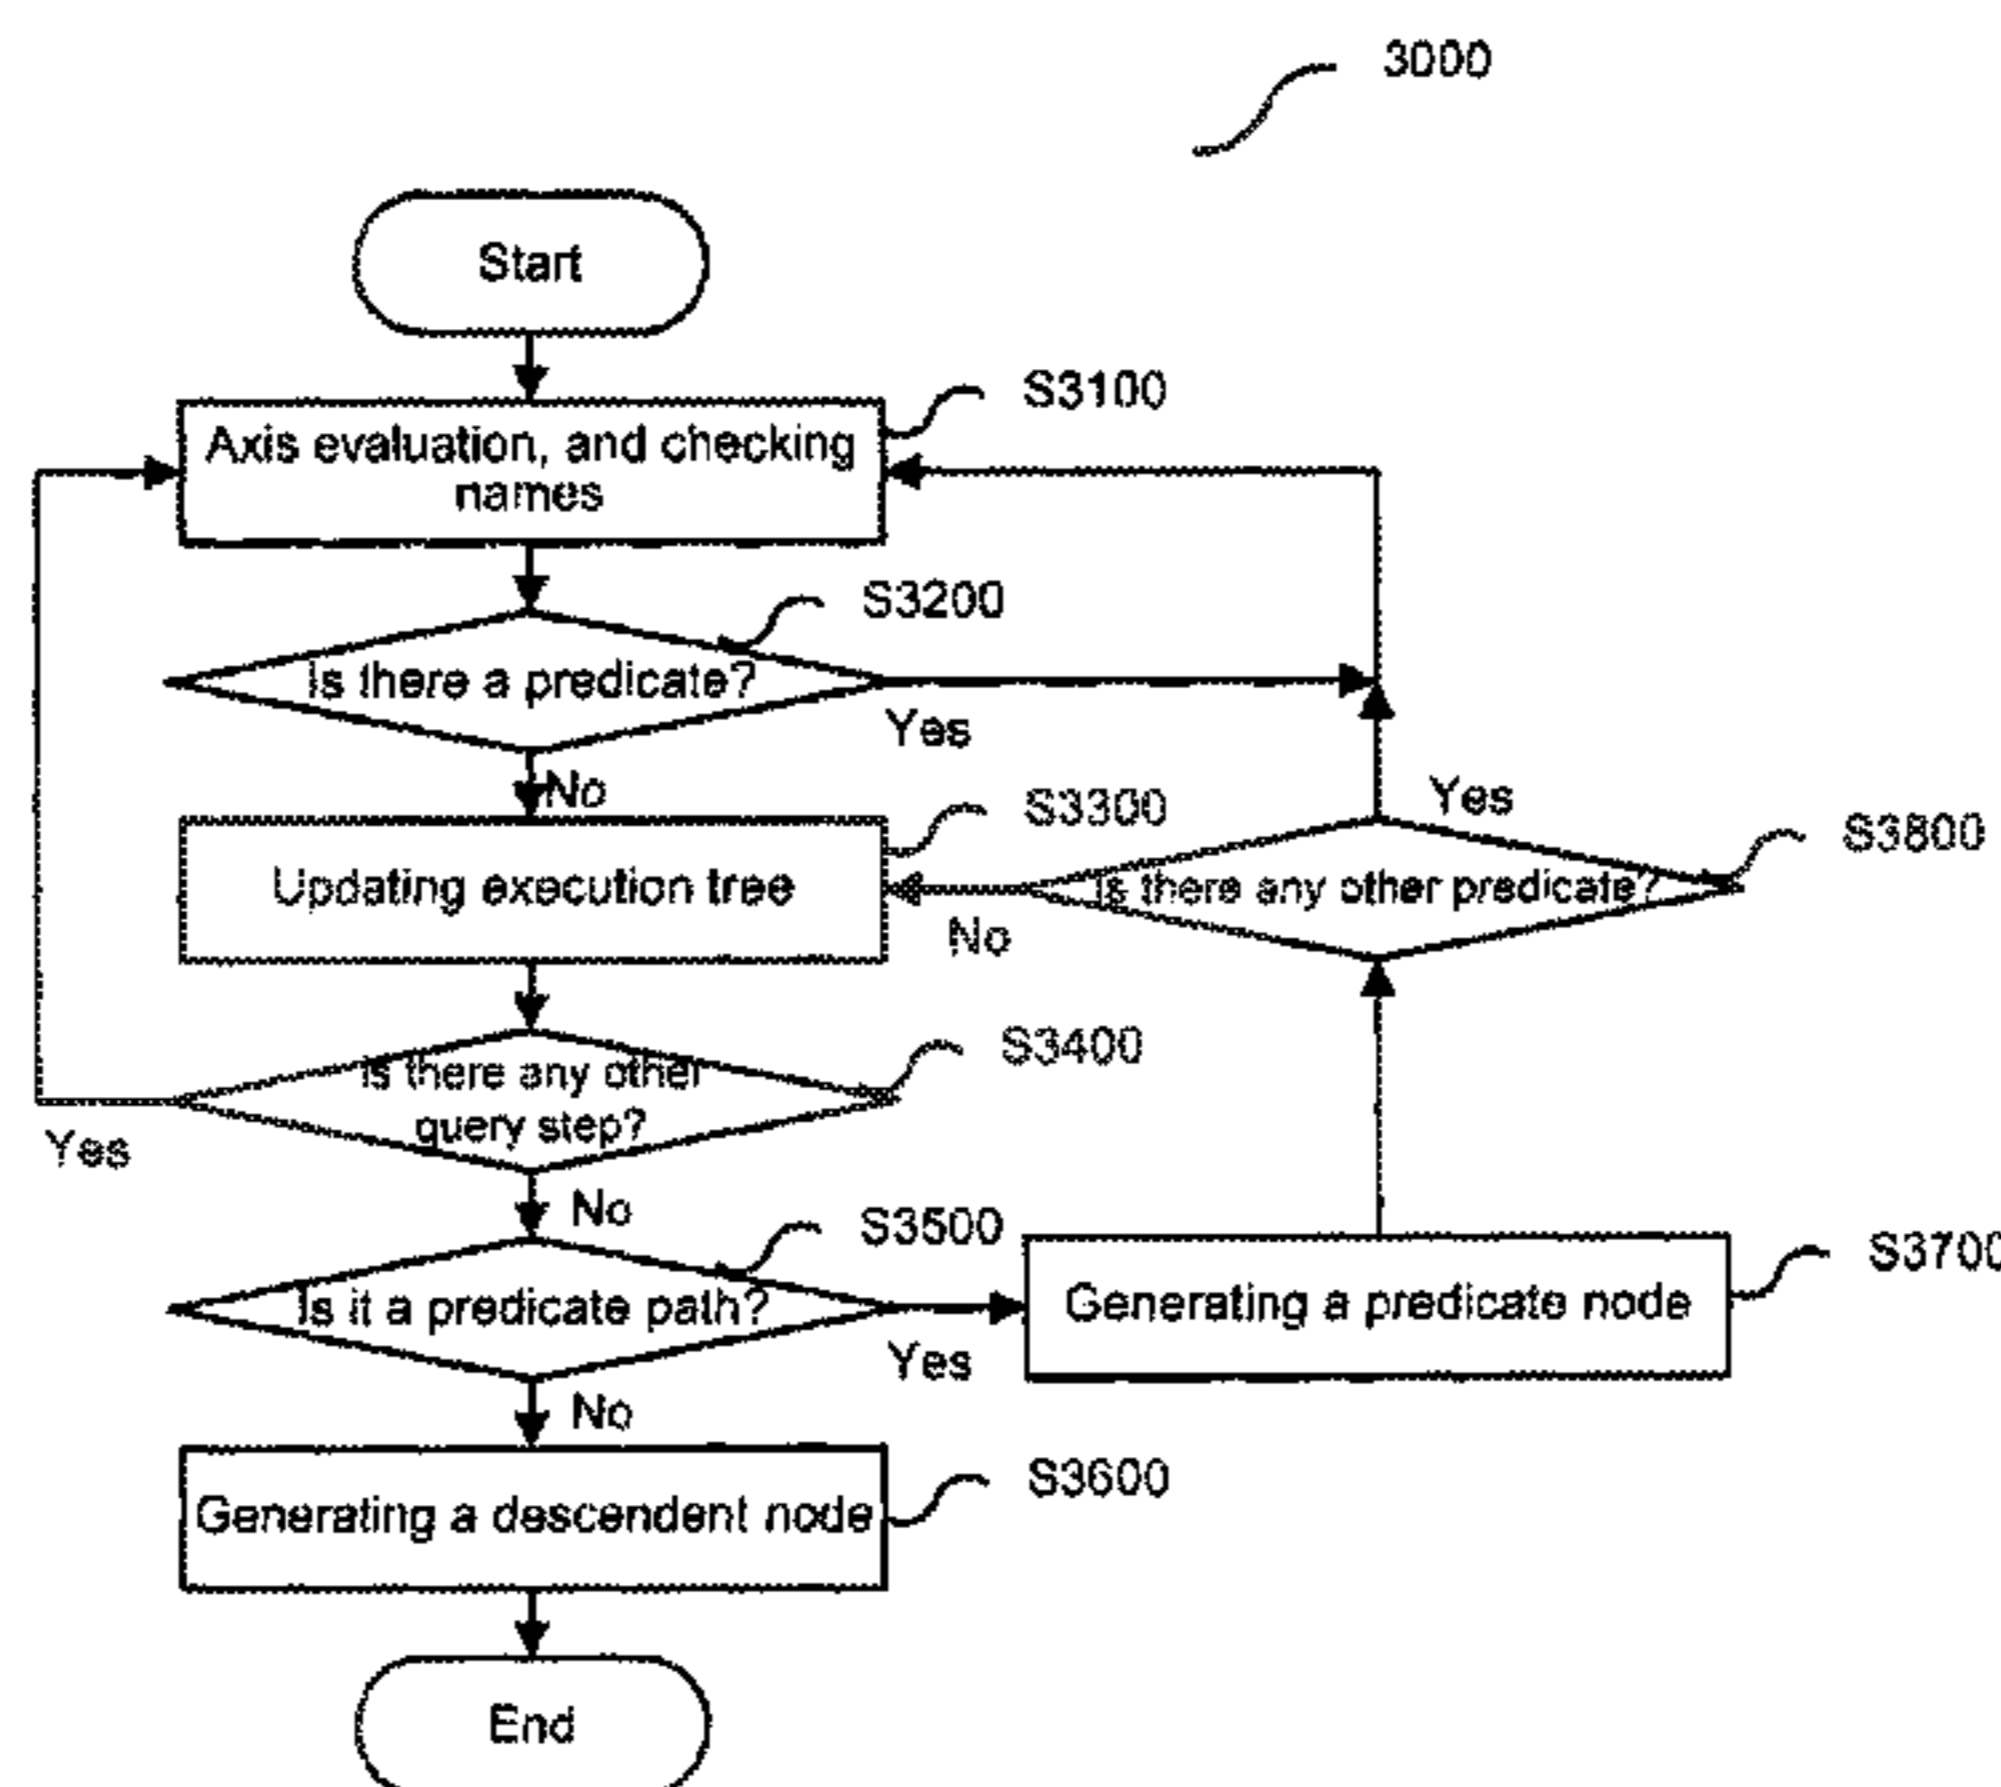 3000
Start
S3100
Axis evaluation, and checking
names
S3200
Is there a predicate?
Yes
No
S3300
Updating execution tree
Yes
S3800
Is there any other predicate?
No
S3400
Is there any other
query step?
Yes
No
S3500
Is it a predicate path?
Yes
S3700
Generating a predicate node
No
S3600
Generating a descendent node
End